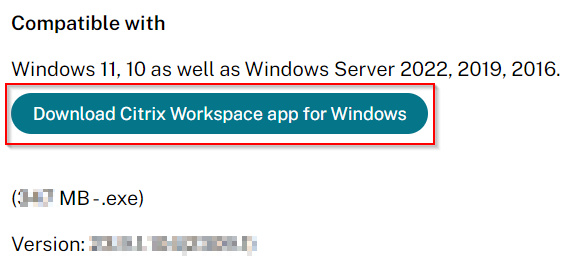 Compatible with
Windows 11, 10 as well as Windows Server 2022, 2019, 2016.
Download Citrix Workspace app for Windows
( MB - .exe)
Version: